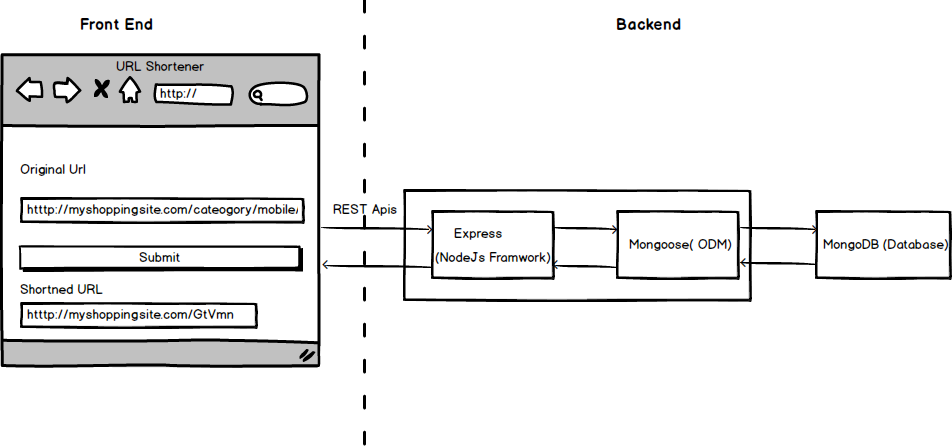 Front End
Backend
URL Shortener
http://
Original Url
htttp://myshoppingsite.com/cateogory/mobile/
Submit
Shortned URL
htttp://myshoppingsite.com/GtVmn
REST Apis
Express
(NodeJs Framwork)
Mongoose( ODM)
MongoDB (Database)